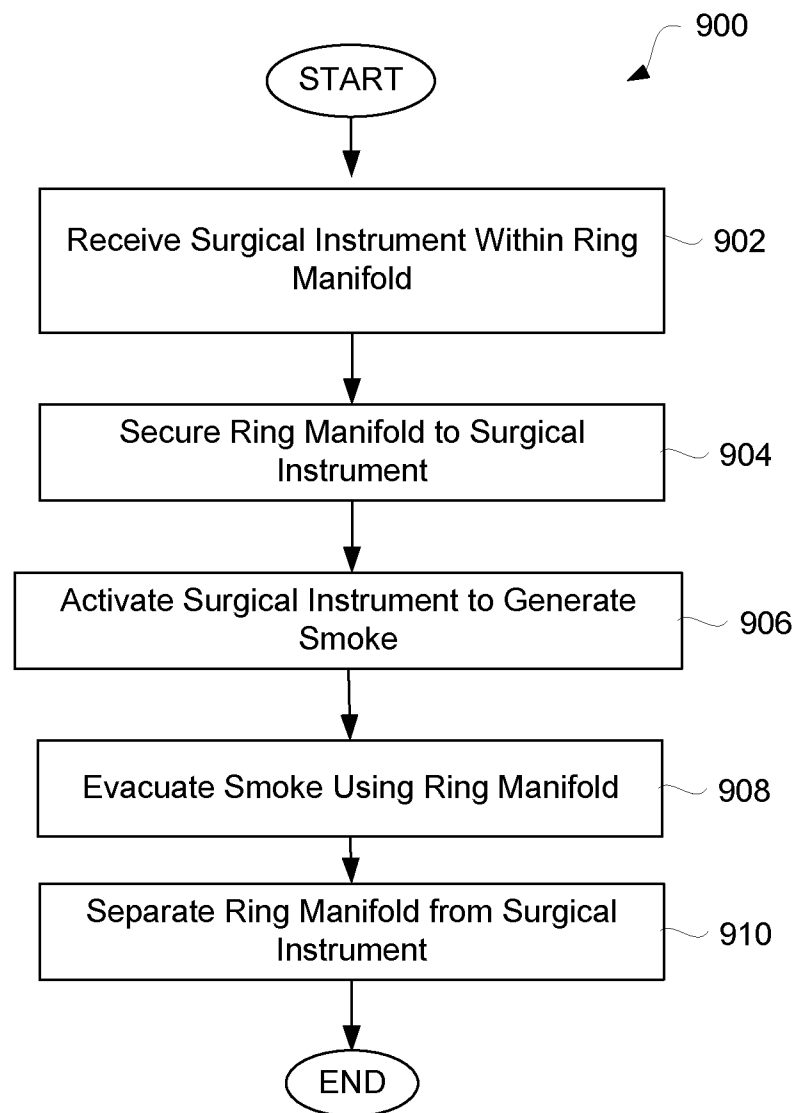 900
START
Receive Surgical Instrument Within Ring
Manifold
902
Secure Ring Manifold to Surgical
Instrument
904
Activate Surgical Instrument to Generate
Smoke
906
Evacuate Smoke Using Ring Manifold
908
Separate Ring Manifold from Surgical
Instrument
910
END